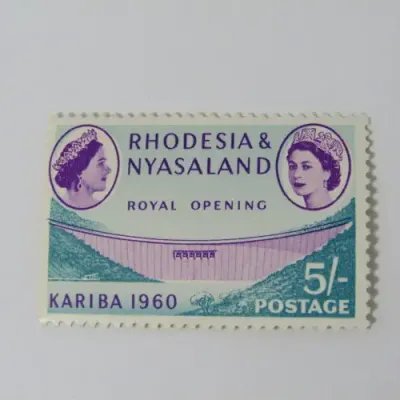 RHODESIA &
NYASALAND
ROYAL OPENING
5/-
KARIBA 1960
POSTAGE